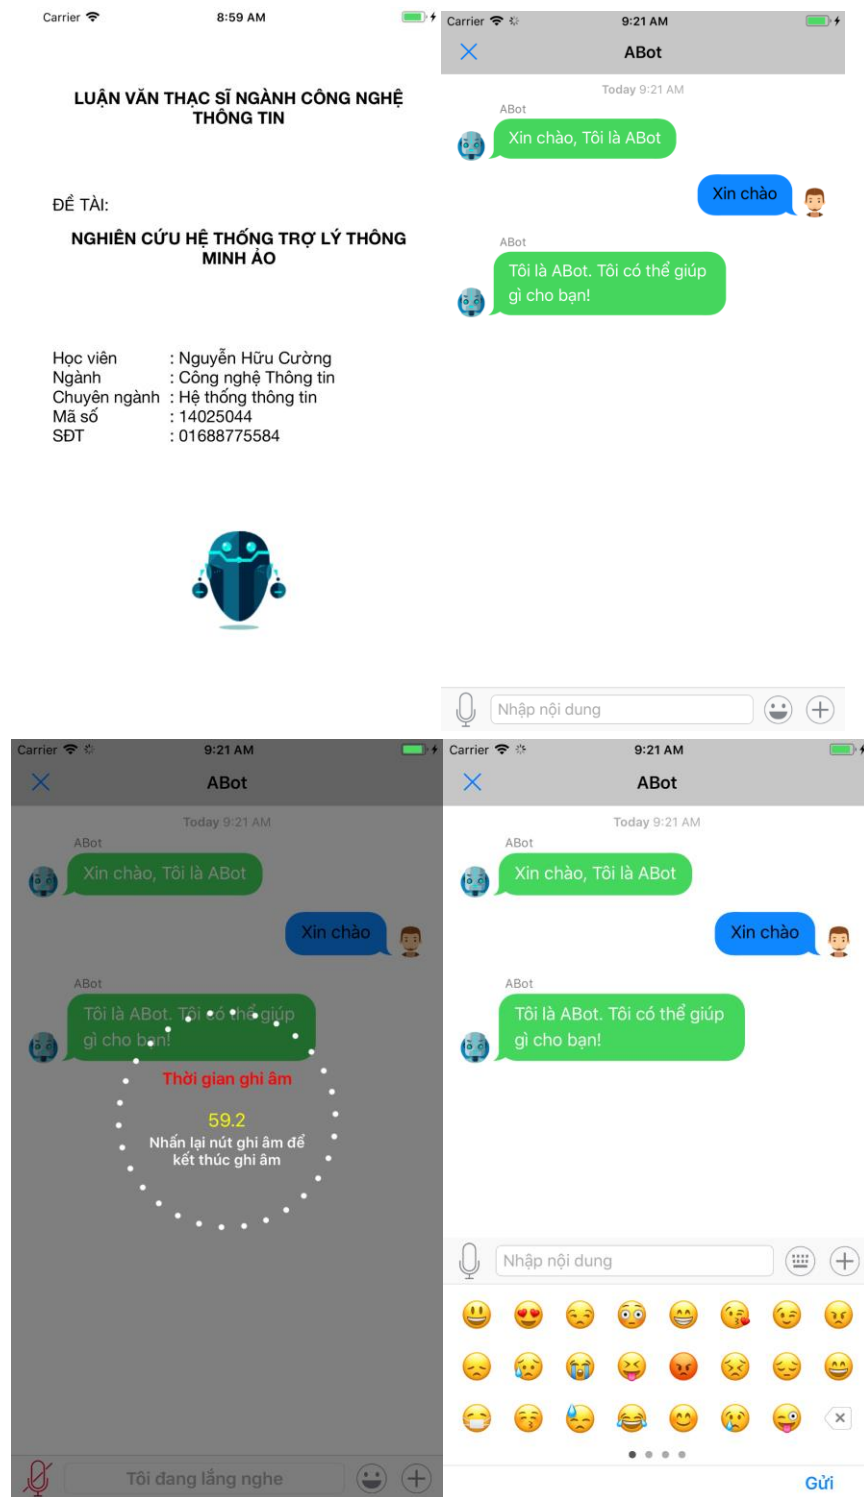 Carrier 8:59 AM
LUẬN VĂN THẠC SĨ NGÀNH CÔNG NGHỆ
THÔNG TIN
ĐỀ TÀI:
NGHIÊN CỨU HỆ THỐNG TRỢ LÝ THÔNG
MINH ẢO
Học viên : Nguyễn Hữu Cường
Ngành : Công nghệ Thông tin
Chuyên ngành : Hệ thống thông tin
Mã số : 14025044
SĐT : 01688775584
Carrier 9:21 AM
ABot
Today 9:21 AM
ABot
Xin chào, Tôi là ABot
Xin chào
ABot
Tôi là ABot. Tôi có thể giúp
gì cho bạn!
Nhập nội dung
Carrier 9:21 AM
ABot
Today 9:21 AM
ABot
Xin chào, Tôi là ABot
Xin chào
ABot
Tôi là ABot. Tôi có thể giúp
gì cho bạn!
Thời gian ghi âm
59.2
Nhấn lại nút ghi âm để
kết thúc ghi âm
Tôi đang lắng nghe
Carrier 9:21 AM
ABot
Today 9:21 AM
ABot
Xin chào, Tôi là ABot
Xin chào
ABot
Tôi là ABot. Tôi có thể giúp
gì cho bạn!
Nhập nội dung
Gửi